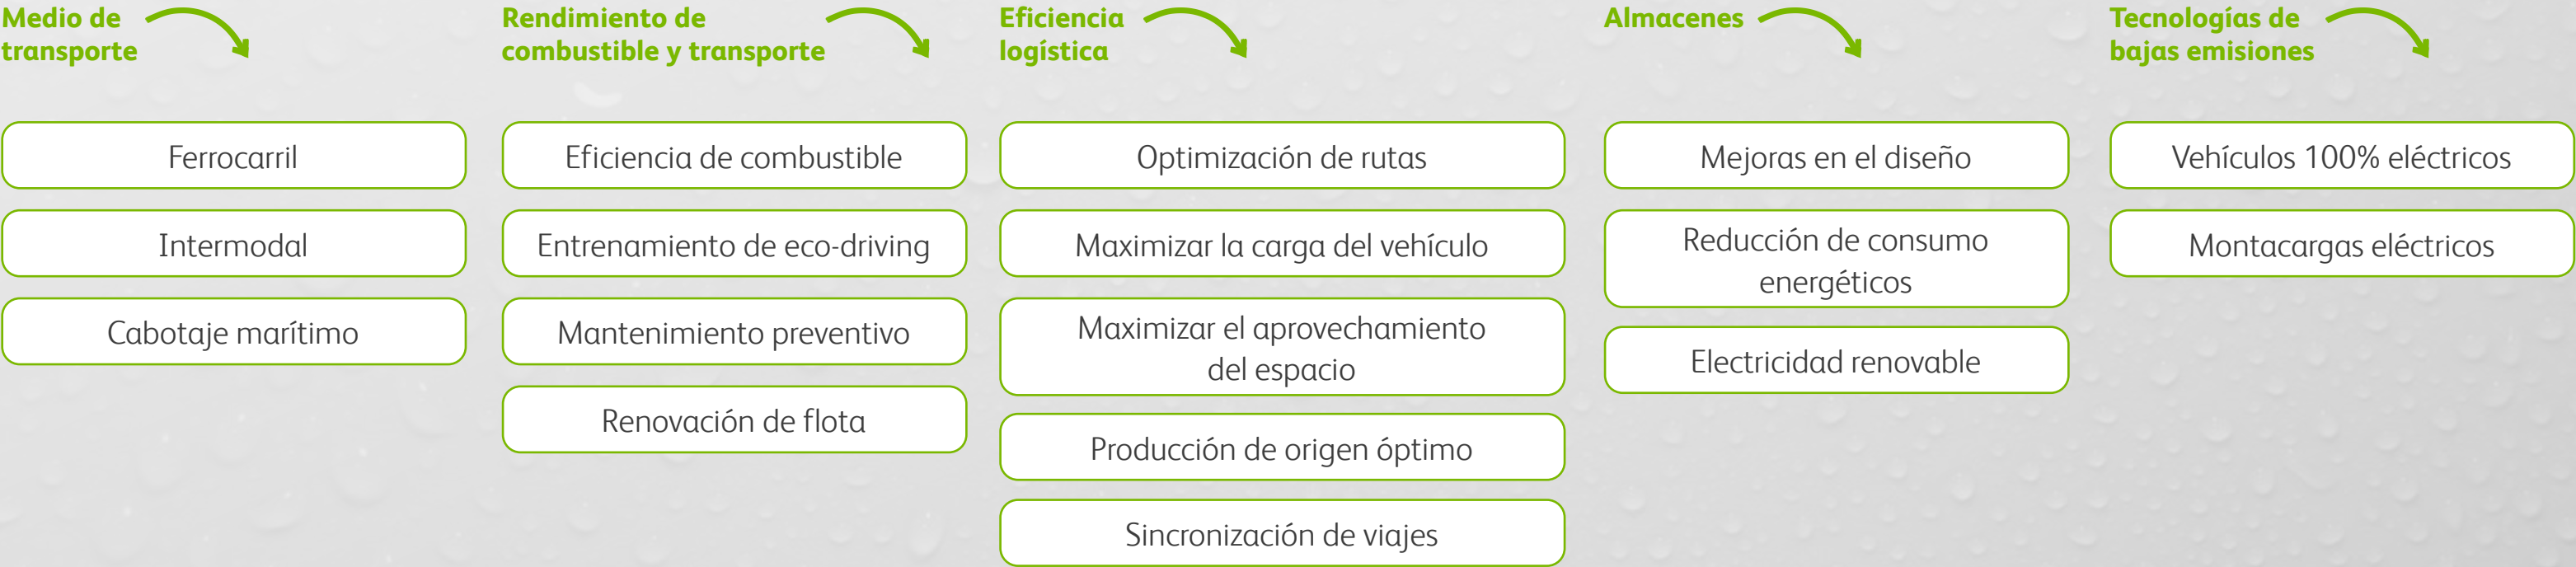 Medio de
transporte
Ferrocarril
Intermodal
Cabotaje marítimo
Rendimiento de
combustible y transporte
Eficiencia de combustible
Entrenamiento de eco-driving
Mantenimiento preventivo
Renovación de flota
Eficiencia
logística
Optimización de rutas
Maximizar la carga del vehículo
Maximizar el aprovechamiento
del espacio
Producción de origen óptimo
Sincronización de viajes
Almacenes
Mejoras en el diseño
Reducción de consumo
energéticos
Electricidad renovable
Tecnologías de
bajas emisiones
Vehículos 100% eléctricos
Montacargas eléctricos